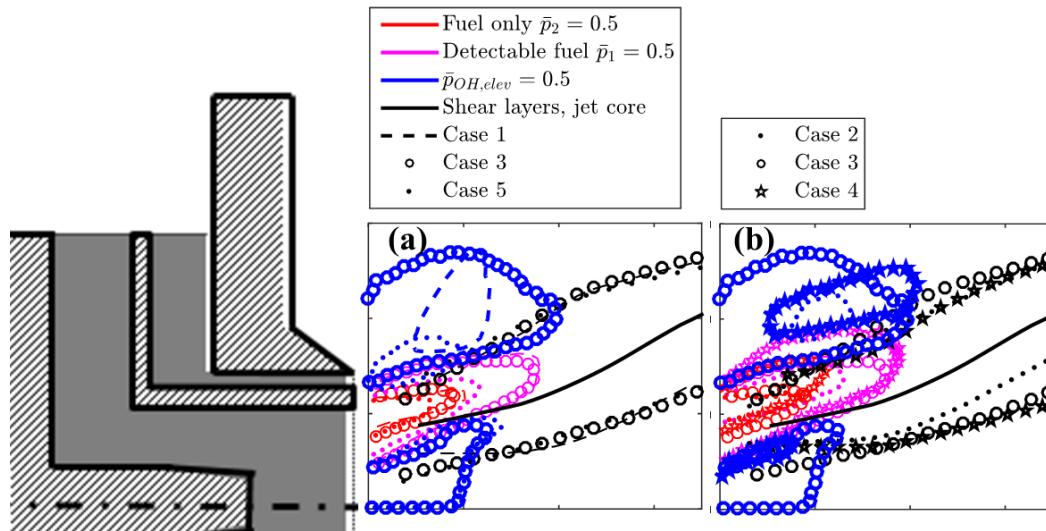 Fuel only p̄₂ = 0.5
Detectable fuel p̄₁ = 0.5
p̄_{OH,elev} = 0.5
Shear layers, jet core
Case 1
Case 3
Case 5
Case 2
Case 3
Case 4
(a)
(b)